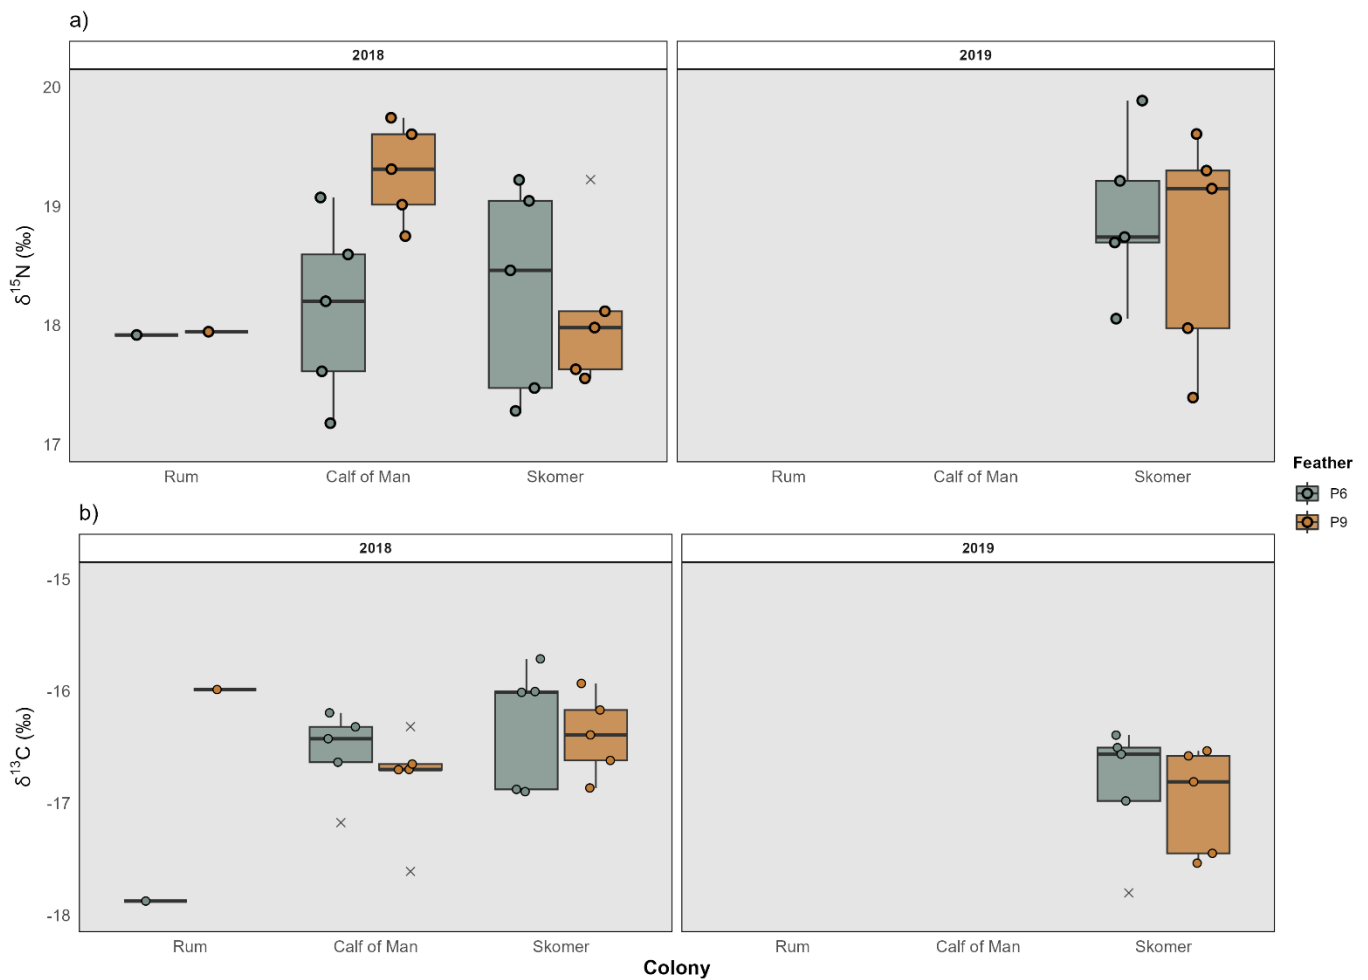 a)
2018 2019
20
19
18
17
δ¹⁵N (‰)
Rum Calf of Man Skomer Rum Calf of Man Skomer
Feather
P6
P9
b)
2018 2019
-15
-16
-17
-18
δ¹³C (‰)
Rum Calf of Man Skomer Rum Calf of Man Skomer
Colony